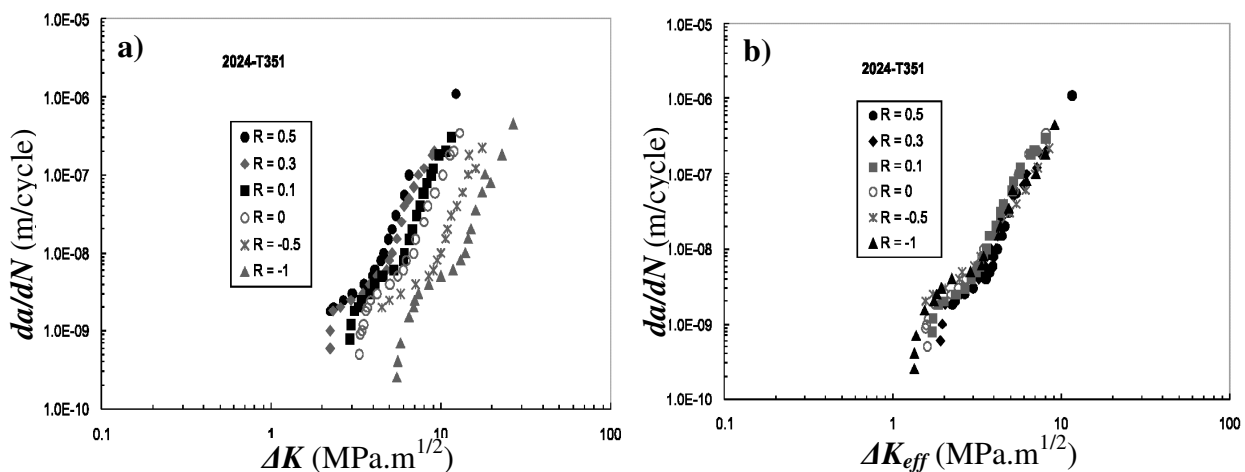 a)
2024-T351
1.0E-05
1.0E-06
1.0E-07
1.0E-08
1.0E-09
1.0E-10
da/dN (m/cycle)
R = 0.5
R = 0.3
R = 0.1
R = 0
R = -0.5
R = -1
0.1
1
10
100
ΔK (MPa.m^{1/2})
b)
2024-T351
1.0E-05
1.0E-06
1.0E-07
1.0E-08
1.0E-09
1.0E-10
da/dN (m/cycle)
R = 0.5
R = 0.3
R = 0.1
R = 0
R = -0.5
R = -1
0.1
1
10
100
ΔK_{eff} (MPa.m^{1/2})